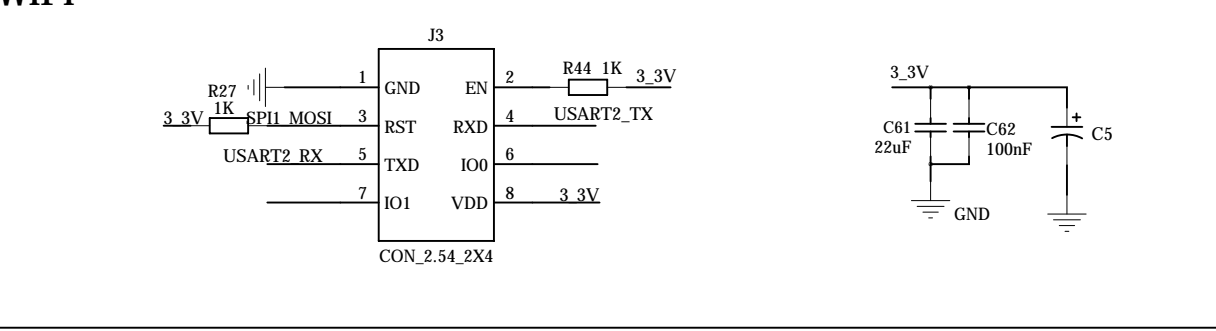 J3
1 GND EN 2 R44 1K 3_3V
R27
1K
3_3V SPI1_MOSI 3 RST RXD 4 USART2_TX
USART2_RX 5 TXD IO0 6
7 IO1 VDD 8 3_3V
CON_2.54_2X4
3_3V
C61
22uF
C62
100nF
+
C5
GND